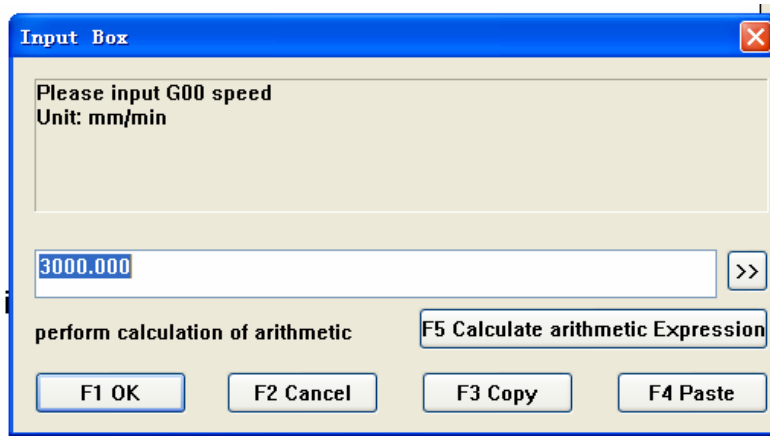 Input Box
Please input G00 speed
Unit: mm/min
3000.000
>>
perform calculation of arithmetic
F5 Calculate arithmetic Expression
F1 OK
F2 Cancel
F3 Copy
F4 Paste